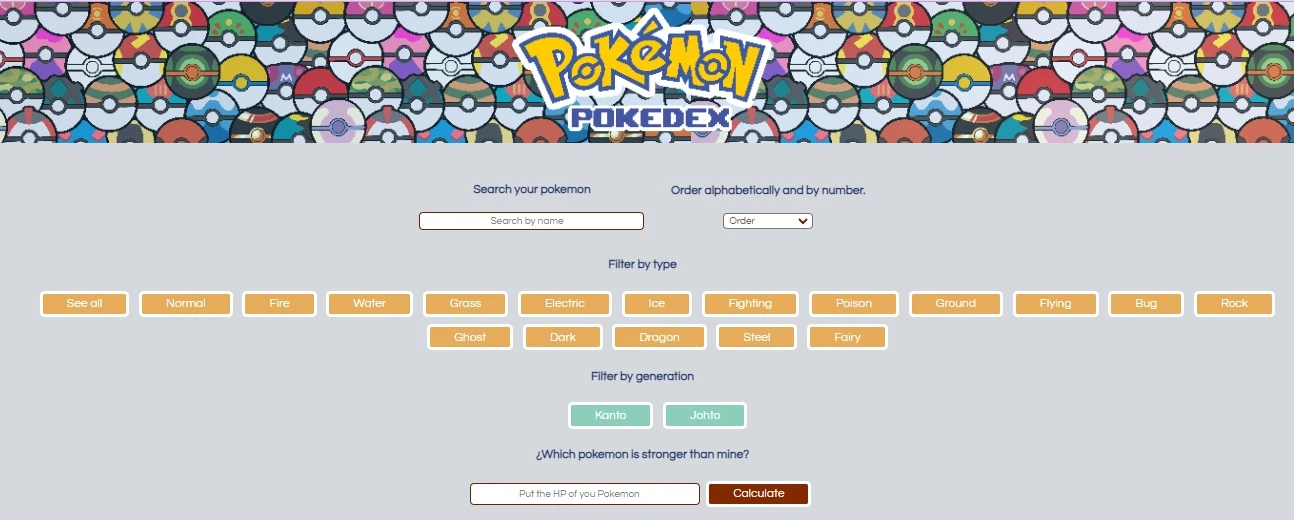 POKéMON
POKEDEX
Search your pokemon
Order alphabetically and by number.
Search by name
Order
Filter by type
See all Normal Fire Water Grass Electric Ice Fighting Poison Ground Flying Bug Rock
Ghost Dark Dragon Steel Fairy
Filter by generation
Kanto Johto
¿Which pokemon is stronger than mine?
Put the HP of you Pokemon Calculate